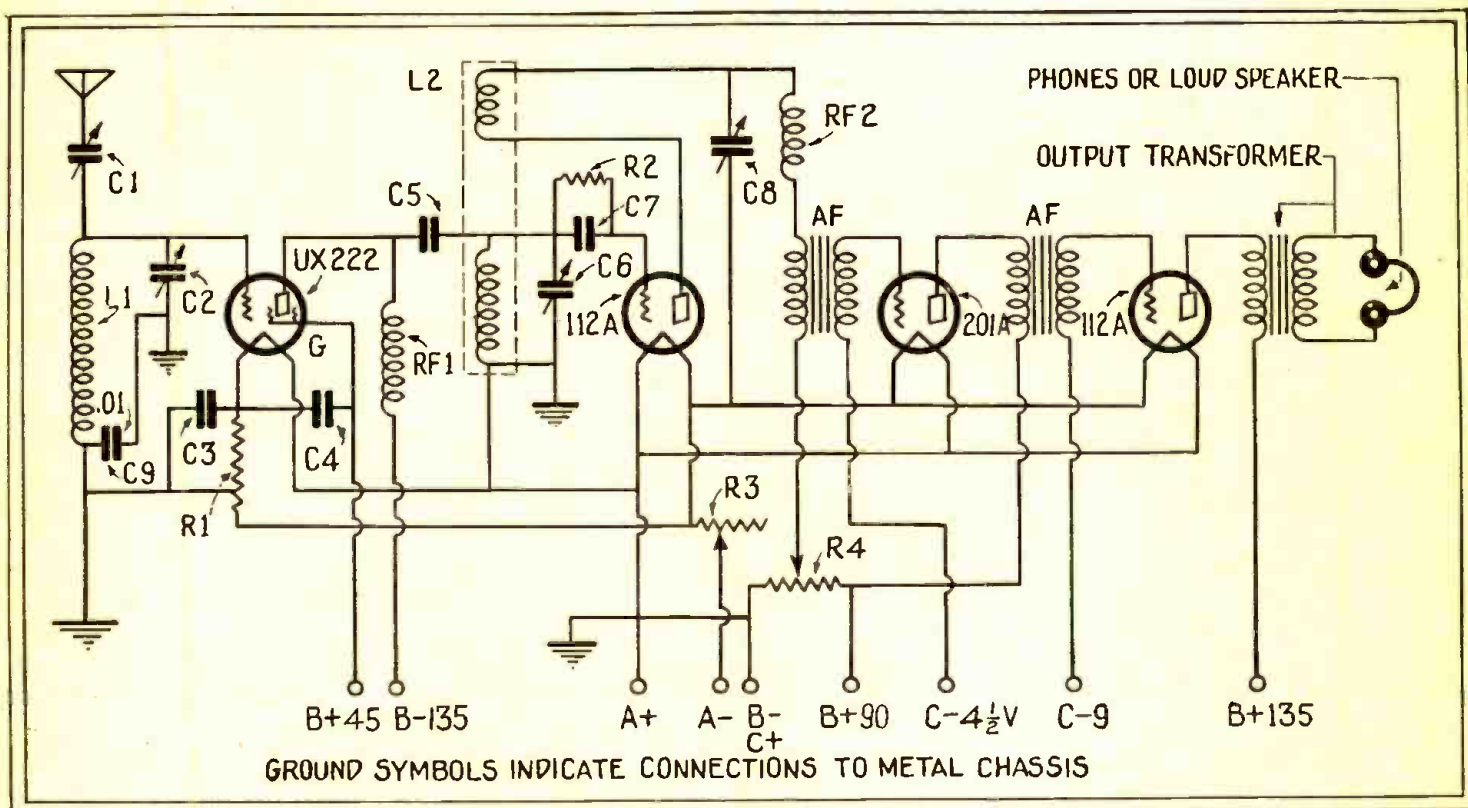 L2
PHONES OR LOUD SPEAKER
RF2
OUTPUT TRANSFORMER
C1
R2
C8
C5
C7
AF
AF
UX222
C6
L1
C2
112A
201A
112A
G
RF1
.01
C3
C4
C9
R3
R1
R4
B+45 B-135 A+ A- B- B+90 C-4½V C-9 B+135
C+
GROUND SYMBOLS INDICATE CONNECTIONS TO METAL CHASSIS